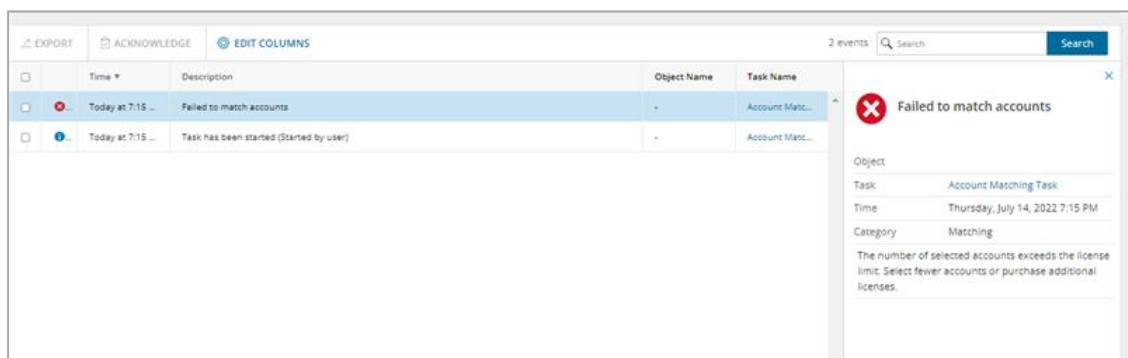 EXPORT ACKNOWLEDGE EDIT COLUMNS 2 events Search Search
Time Description Object Name Task Name
Today at 7:15 ... Failed to match accounts - Account Matc...
Today at 7:15 ... Task has been started (Started by user) - Account Matc...
Failed to match accounts
Object
Task Account Matching Task
Time Thursday, July 14, 2022 7:15 PM
Category Matching
The number of selected accounts exceeds the license
limit. Select fewer accounts or purchase additional
licenses.